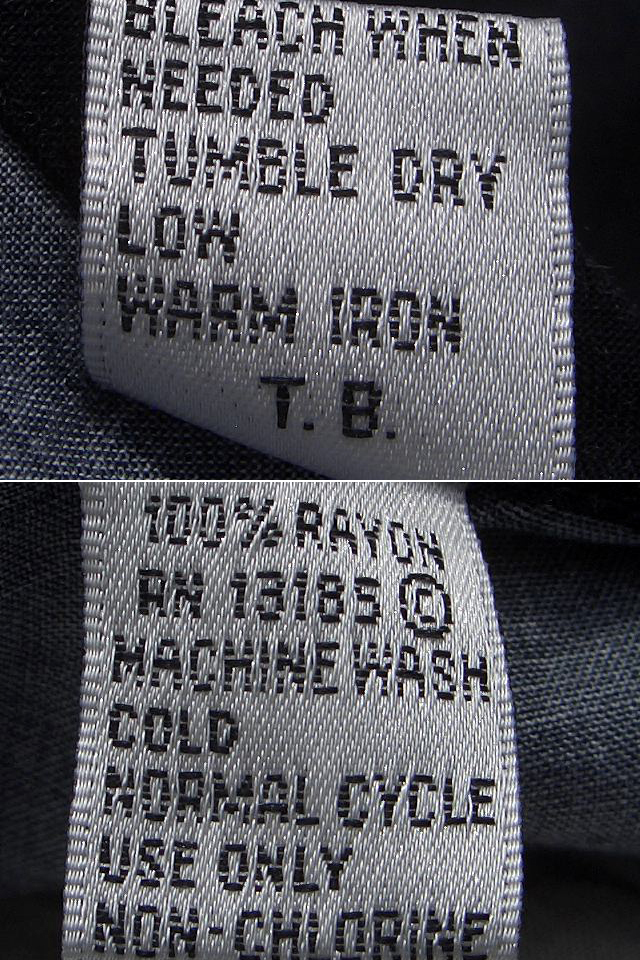 BLEACH WHEN
NEEDED
TUMBLE DRY
LOW
WARM IRON
T. B.
100% RAYON
RN 13185 ©
MACHINE WASH
COLD
NORMAL CYCLE
USE ONLY
NON-CHLORINE